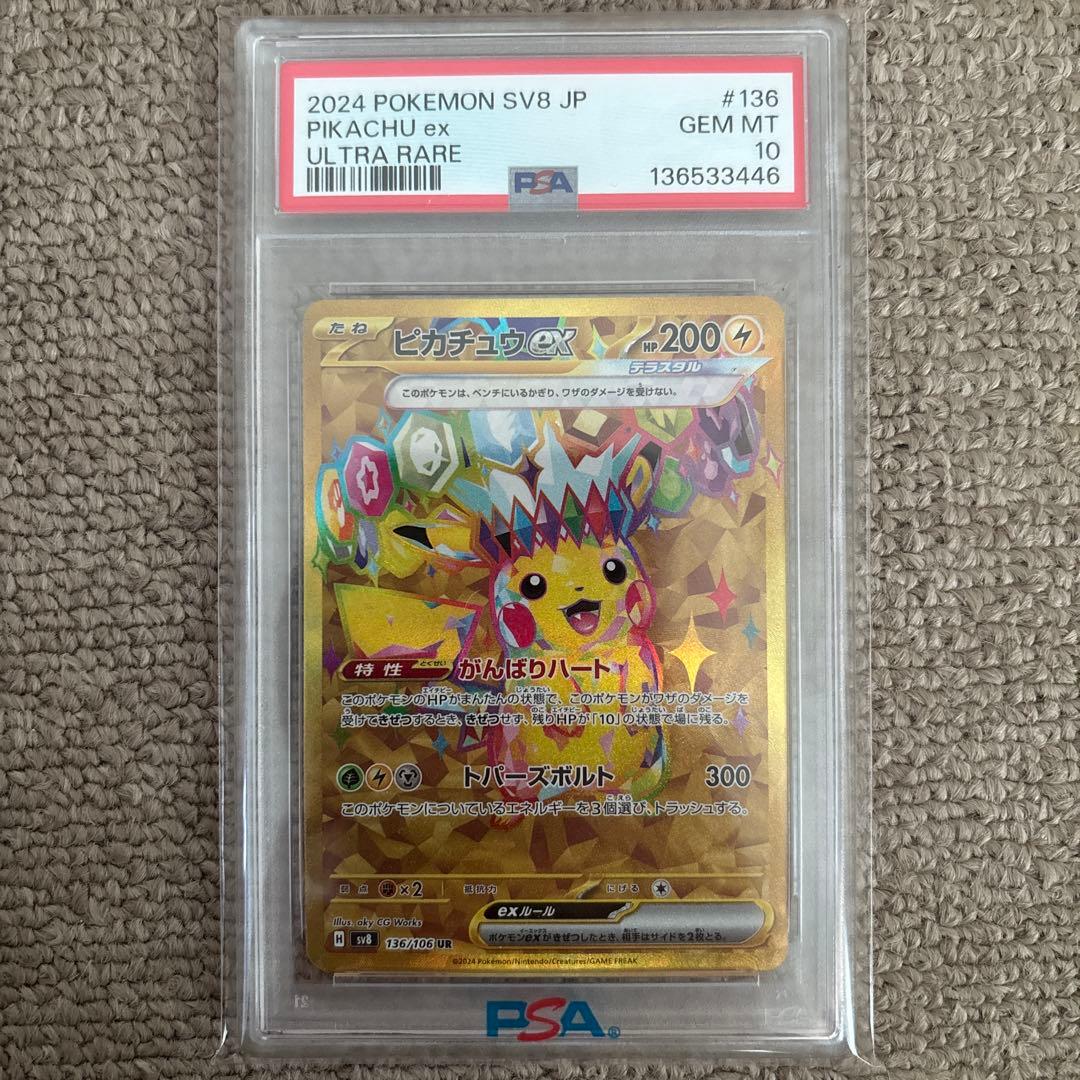 2024 POKEMON SV8 JP #136
PIKACHU ex GEM MT
ULTRA RARE 10
PSA 136533446
たね ピカチュウex HP 200
テラスタル
このポケモンは、ベンチにいるかぎり、ワザのダメージを受けない。
特性 とくせい がんばりハート
このポケモンのHPがまんたんの状態で、このポケモンがワザのダメージを
受けてきぜつするとき、きぜつせず、残りHPが「10」の状態で場に残る。
トパーズボルト 300
このポケモンについているエネルギーを3個選び、トラッシュする。
弱点 ×2 抵抗力 にげる
exルール
ポケモンexがきぜつしたとき、相手はサイドを2枚とる。
Illus. aky CG Works
H sv8 136/106 UR
©2024 Pokémon/Nintendo/Creatures/GAME FREAK
PSA®